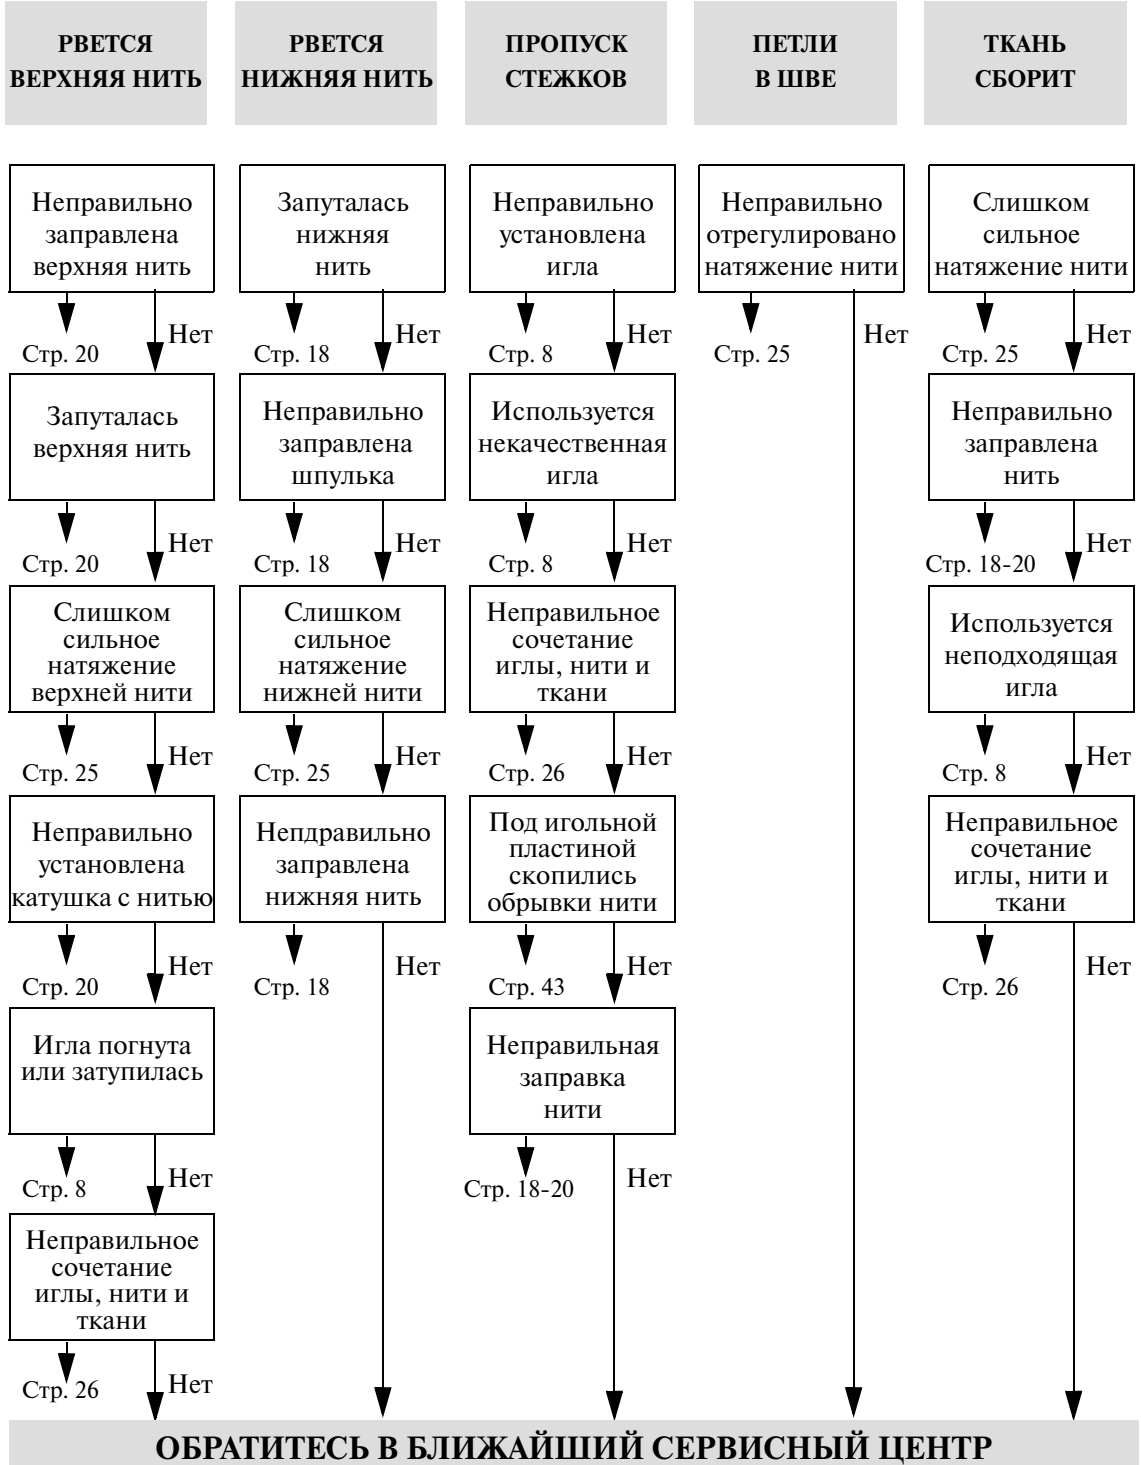 РВЕТСЯ
ВЕРХНЯЯ НИТЬ
Неправильно
заправлена
верхняя нить
Стр. 20
Нет
Запуталась
верхняя нить
Стр. 20
Нет
Слишком
сильное
натяжение
верхней нити
Стр. 25
Нет
Неправильно
установлена
катушка с нитью
Стр. 20
Нет
Игла погнута
или затупилась
Стр. 8
Нет
Неправильное
сочетание
иглы, нити и
ткани
Стр. 26
Нет
РВЕТСЯ
НИЖНЯЯ НИТЬ
Запуталась
нижняя
нить
Стр. 18
Нет
Неправильно
заправлена
шпулька
Стр. 18
Нет
Слишком
сильное
натяжение
нижней нити
Стр. 25
Нет
Непдравильно
заправлена
нижняя нить
Стр. 18
Нет
ПРОПУСК
СТЕЖКОВ
Неправильно
установлена
игла
Стр. 8
Нет
Используется
некачественная
игла
Стр. 8
Нет
Неправильное
сочетание
иглы, нити и
ткани
Стр. 26
Нет
Под игольной
пластиной
скопились
обрывки нити
Стр. 43
Нет
Неправильная
заправка
нити
Стр. 18-20
Нет
ПЕТЛИ
В ШВЕ
Неправильно
отрегулировано
натяжение нити
Стр. 25
Нет
ТКАНЬ
СБОРИТ
Слишком
сильное
натяжение нити
Стр. 25
Нет
Неправильно
заправлена
нить
Стр. 18-20
Нет
Используется
неподходящая
игла
Стр. 8
Нет
Неправильное
сочетание
иглы, нити и
ткани
Стр. 26
Нет
ОБРАТИТЕСЬ В БЛИЖАЙШИЙ СЕРВИСНЫЙ ЦЕНТР